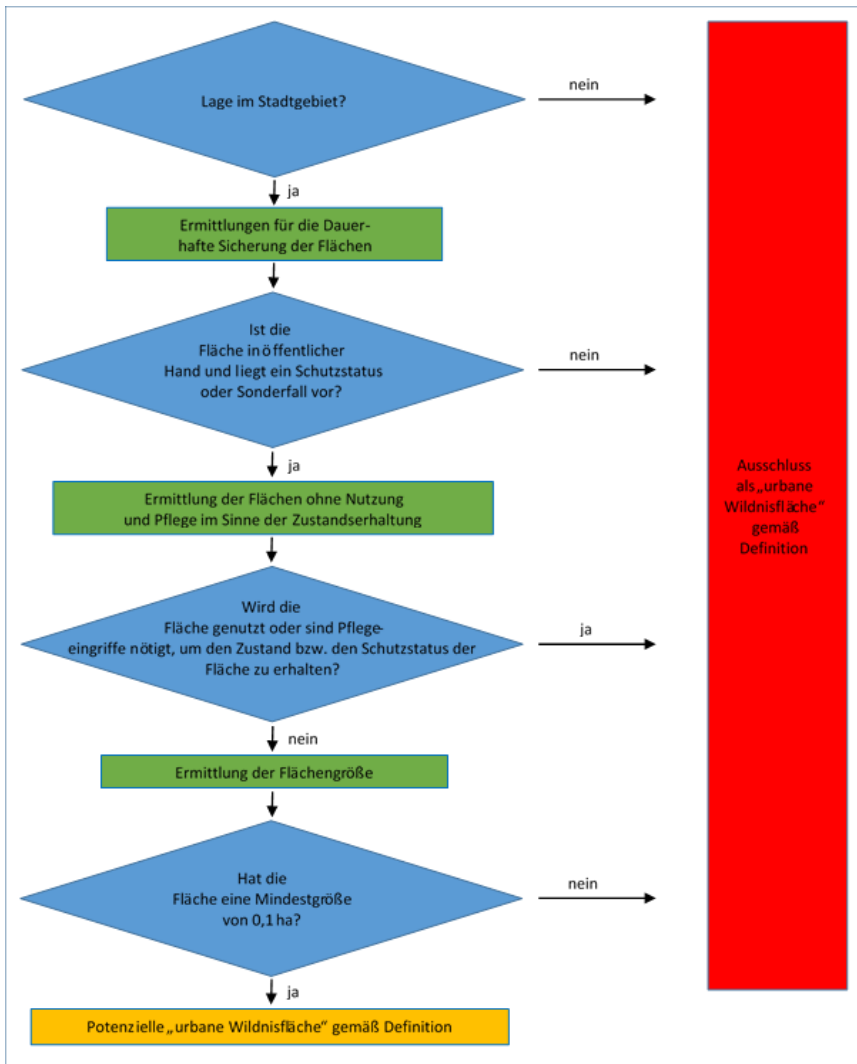 Lage im Stadtgebiet?
nein
ja
Ermittlungen für die Dauer-
hafte Sicherung der Flächen
Ist die
Fläche in öffentlicher
Hand und liegt ein Schutzstatus
oder Sonderfall vor?
nein
ja
Ermittlung der Flächen ohne Nutzung
und Pflege im Sinne der Zustandserhaltung
Wird die
Fläche genutzt oder sind Pflege-
eingriffe nötigt, um den Zustand bzw. den Schutzstatus der
Fläche zu erhalten?
ja
nein
Ermittlung der Flächengröße
Hat die
Fläche eine Mindestgröße
von 0,1 ha?
nein
ja
Potenzielle „urbane Wildnisfläche“ gemäß Definition
Ausschluss
als „urbane
Wildnisfläche“
gemäß
Definition